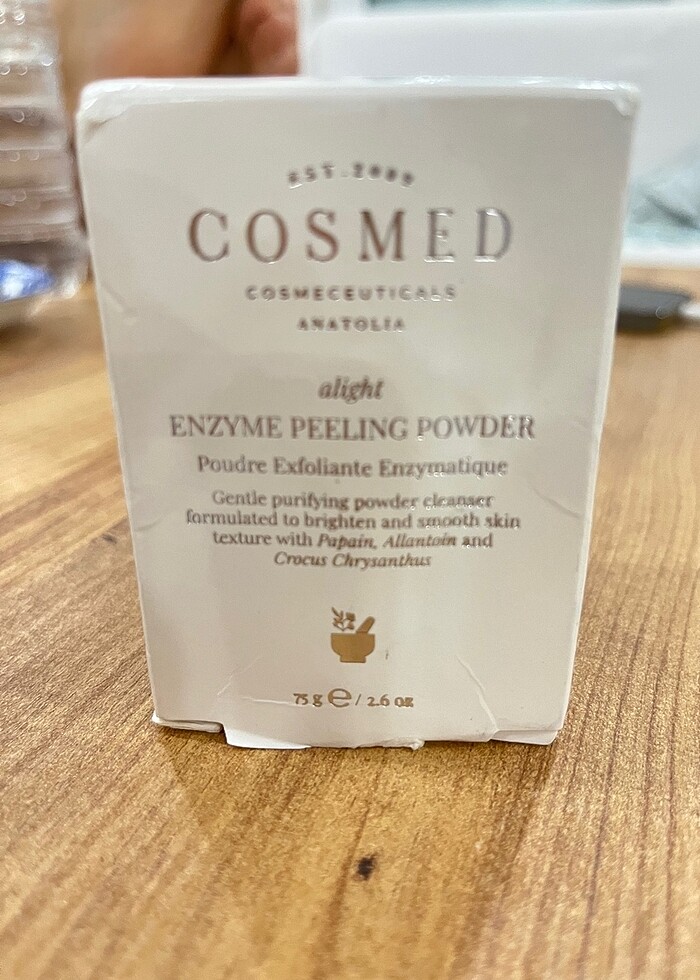 EST.2009
COSMED
COSMECEUTICALS
ANATOLIA
alight
ENZYME PEELING POWDER
Poudre Exfoliante Enzymatique
Gentle purifying powder cleanser
formulated to brighten and smooth skin
texture with Papain, Allantoin and
Crocus Chrysanthus
75 g ℮ / 2.6 oz